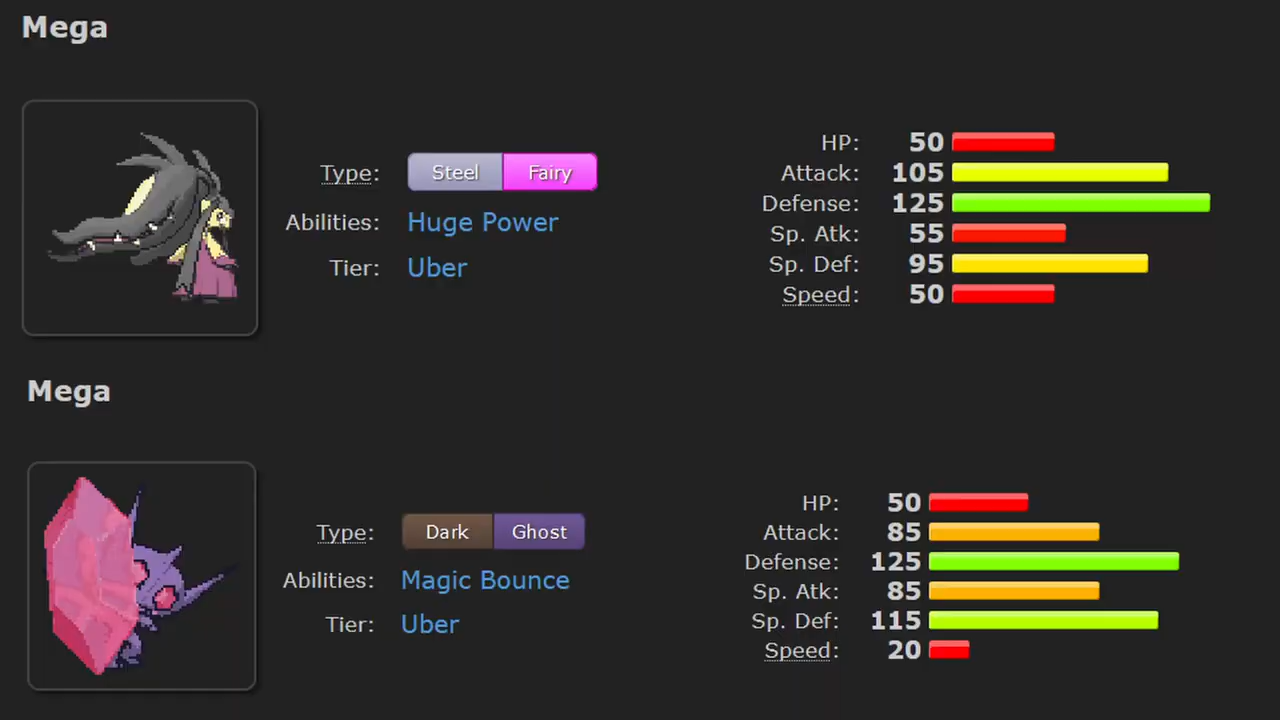 Mega
Type: Steel Fairy
Abilities: Huge Power
Tier: Uber
HP: 50
Attack: 105
Defense: 125
Sp. Atk: 55
Sp. Def: 95
Speed: 50
Mega
Type: Dark Ghost
Abilities: Magic Bounce
Tier: Uber
HP: 50
Attack: 85
Defense: 125
Sp. Atk: 85
Sp. Def: 115
Speed: 20